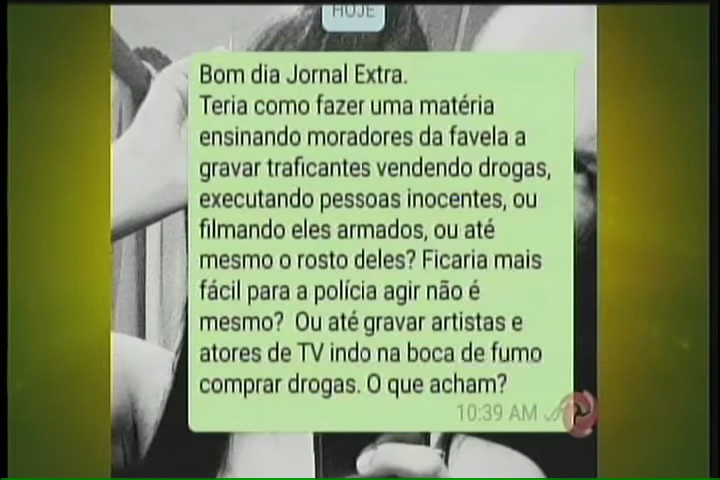 HOJE
Bom dia Jornal Extra.
Teria como fazer uma matéria
ensinando moradores da favela a
gravar traficantes vendendo drogas,
executando pessoas inocentes, ou
filmando eles armados, ou até
mesmo o rosto deles? Ficaria mais
fácil para a polícia agir não é
mesmo?  Ou até gravar artistas e
atores de TV indo na boca de fumo
comprar drogas. O que acham?
10:39 AM